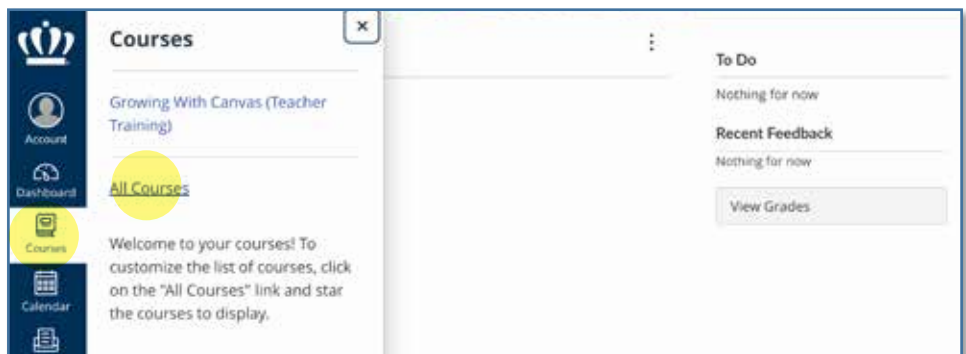 Account
Dashboard
Courses
Calendar
Courses
×
Growing With Canvas (Teacher
Training)
All Courses
Welcome to your courses! To
customize the list of courses, click
on the "All Courses" link and star
the courses to display.
To Do
Nothing for now
Recent Feedback
Nothing for now
View Grades